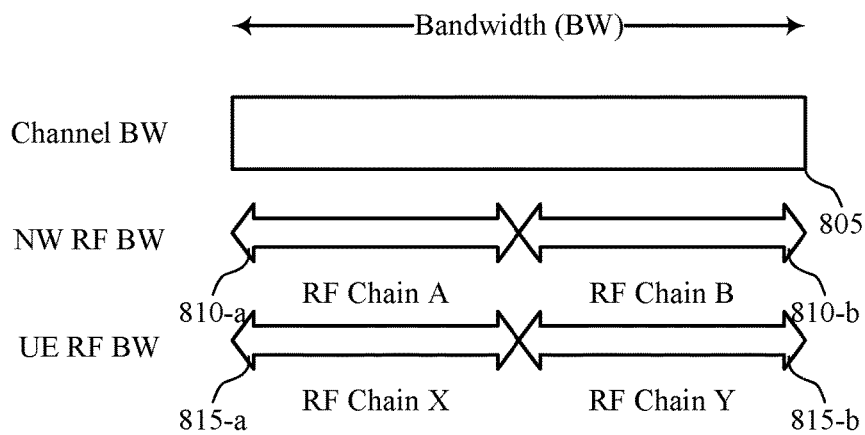 Bandwidth (BW)
Channel BW
805
NW RF BW
RF Chain A
RF Chain B
810-a
810-b
UE RF BW
RF Chain X
RF Chain Y
815-a
815-b